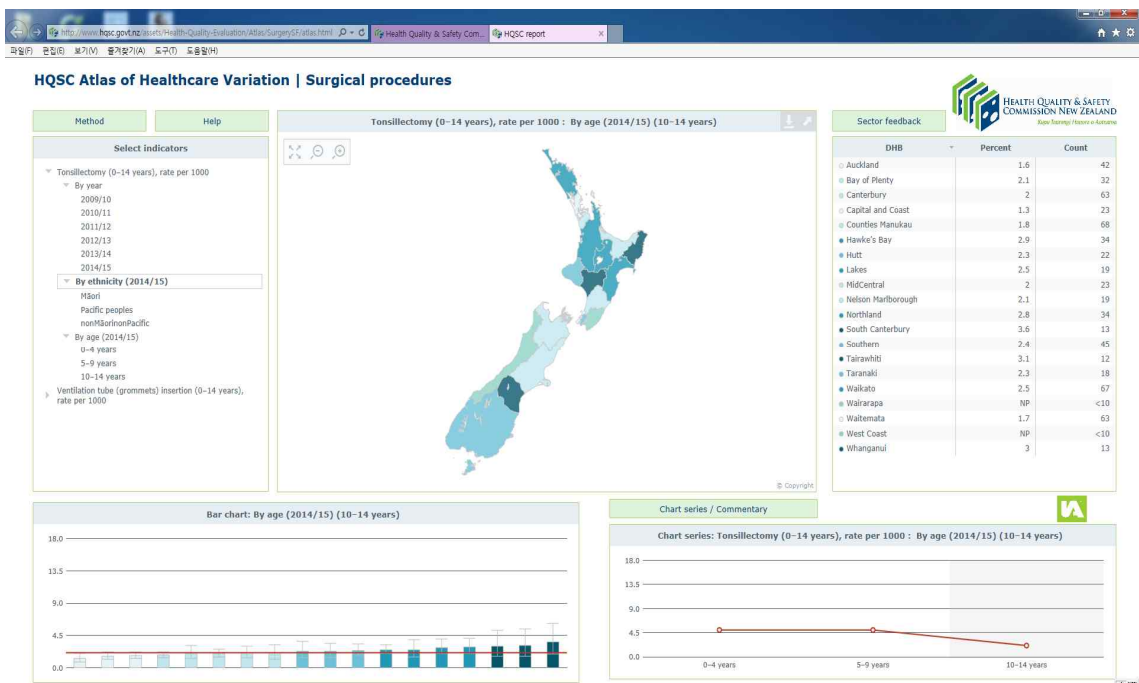 http://www.hqsc.govt.nz/assets/Health-Quality-Evaluation/Atlas/SurgerySF/atlas.html
Health Quality & Safety Com...
HQSC report
파일(F) 편집(E) 보기(V) 즐겨찾기(A) 도구(T) 도움말(H)
HQSC Atlas of Healthcare Variation | Surgical procedures
HEALTH QUALITY & SAFETY
COMMISSION NEW ZEALAND
Kupu Taurangi Hauora o Aotearoa
Method
Help
Tonsillectomy (0–14 years), rate per 1000 : By age (2014/15) (10–14 years)
Sector feedback
Select indicators
Tonsillectomy (0–14 years), rate per 1000
By year
2009/10
2010/11
2011/12
2012/13
2013/14
2014/15
By ethnicity (2014/15)
Māori
Pacific peoples
nonMāorinonPacific
By age (2014/15)
0–4 years
5–9 years
10–14 years
Ventilation tube (grommets) insertion (0–14 years),
rate per 1000
© Copyright
DHB Percent Count
Auckland 1.6 42
Bay of Plenty 2.1 32
Canterbury 2 63
Capital and Coast 1.3 23
Counties Manukau 1.8 68
Hawke's Bay 2.9 34
Hutt 2.3 22
Lakes 2.5 19
MidCentral 2 23
Nelson Marlborough 2.1 19
Northland 2.8 34
South Canterbury 3.6 13
Southern 2.4 45
Tairawhiti 3.1 12
Taranaki 2.3 18
Waikato 2.5 67
Wairarapa NP <10
Waitemata 1.7 63
West Coast NP <10
Whanganui 3 13
Bar chart: By age (2014/15) (10–14 years)
18.0
13.5
9.0
4.5
0.0
Chart series / Commentary
Chart series: Tonsillectomy (0–14 years), rate per 1000 : By age (2014/15) (10–14 years)
18.0
13.5
9.0
4.5
0.0
0–4 years 5–9 years 10–14 years